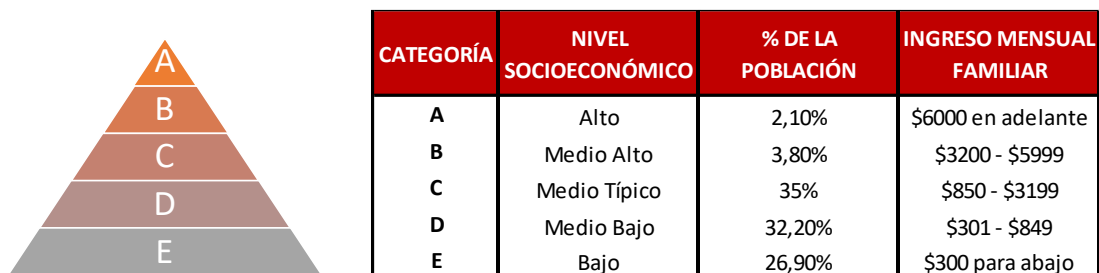 A
B
C
D
E
CATEGORÍA NIVEL SOCIOECONÓMICO % DE LA POBLACIÓN INGRESO MENSUAL FAMILIAR
A Alto 2,10% $6000 en adelante
B Medio Alto 3,80% $3200 - $5999
C Medio Típico 35% $850 - $3199
D Medio Bajo 32,20% $301 - $849
E Bajo 26,90% $300 para abajo